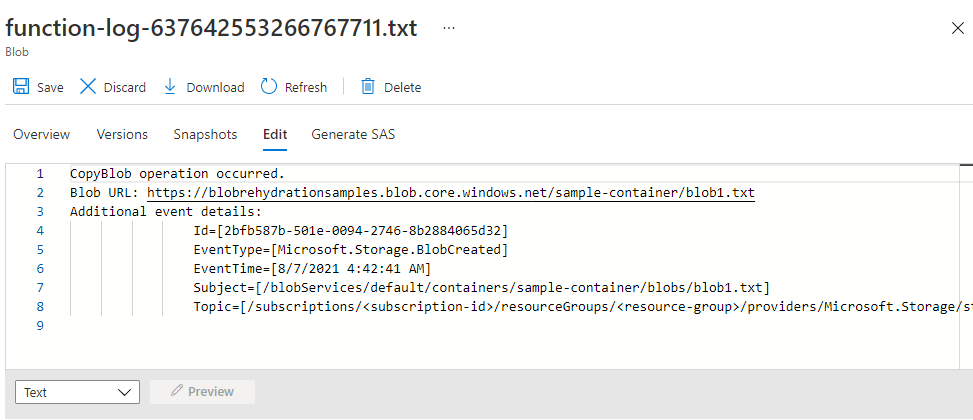 function-log-637642553266767711.txt ...
Blob
Save Discard Download Refresh Delete
Overview Versions Snapshots Edit Generate SAS
1 CopyBlob operation occurred.
2 Blob URL: https://blobrehydrationsamples.blob.core.windows.net/sample-container/blob1.txt
3 Additional event details:
4 Id=[2bfb587b-501e-0094-2746-8b2884065d32]
5 EventType=[Microsoft.Storage.BlobCreated]
6 EventTime=[8/7/2021 4:42:41 AM]
7 Subject=[/blobServices/default/containers/sample-container/blobs/blob1.txt]
8 Topic=[/subscriptions/<subscription-id>/resourceGroups/<resource-group>/providers/Microsoft.Storage/st
9
Text Preview